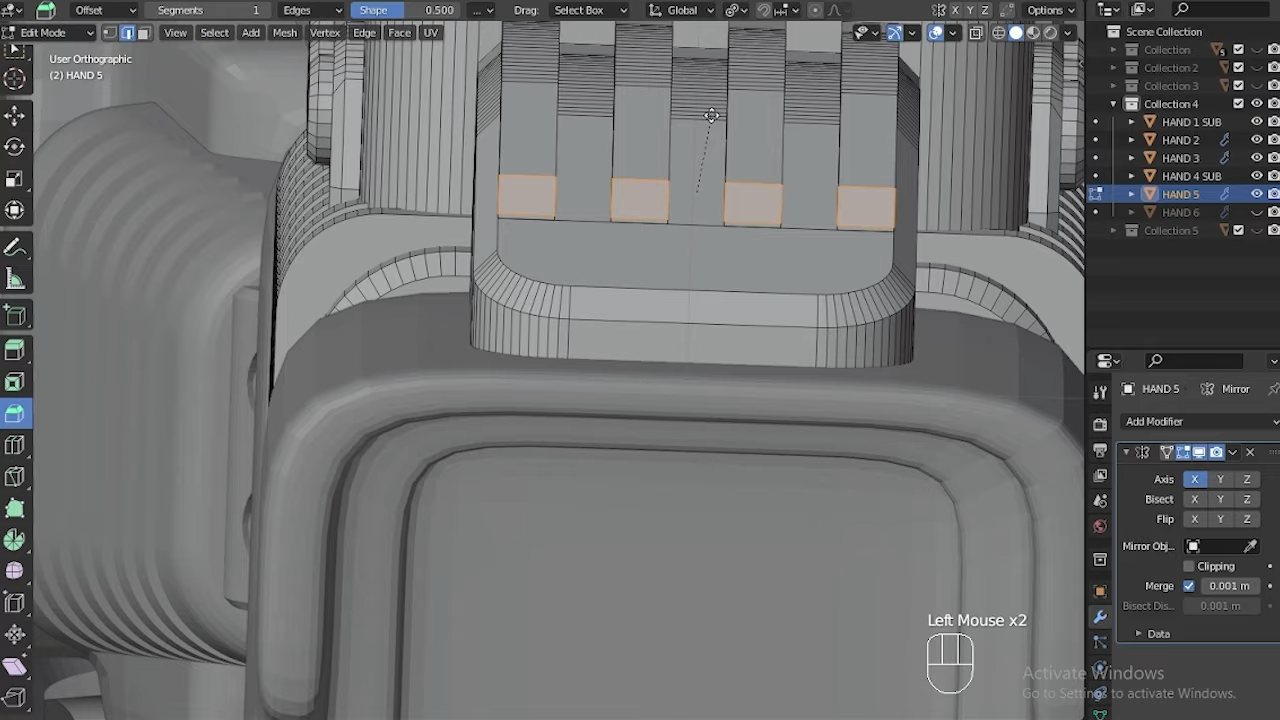 Offset
Segments 1
Edges
Shape 0.500
...
Drag:
Select Box
Global
X Y Z
Options
Edit Mode
View
Select
Add
Mesh
Vertex
Edge
Face
UV
User Orthographic
(2) HAND 5
Scene Collection
Collection
5
Collection 2
Collection 3
Collection 4
HAND 1 SUB
HAND 2
HAND 3
HAND 4 SUB
HAND 5
HAND 6
Collection 5
HAND 5
Mirror
Add Modifier
Axis X Y Z
Bisect X Y Z
Flip X Y Z
Mirror Obj...
Clipping
Merge 0.001 m
Bisect Dis... 0.001 m
Data
Left Mouse x2
Activate Windows
Go to Settings to activate Windows.